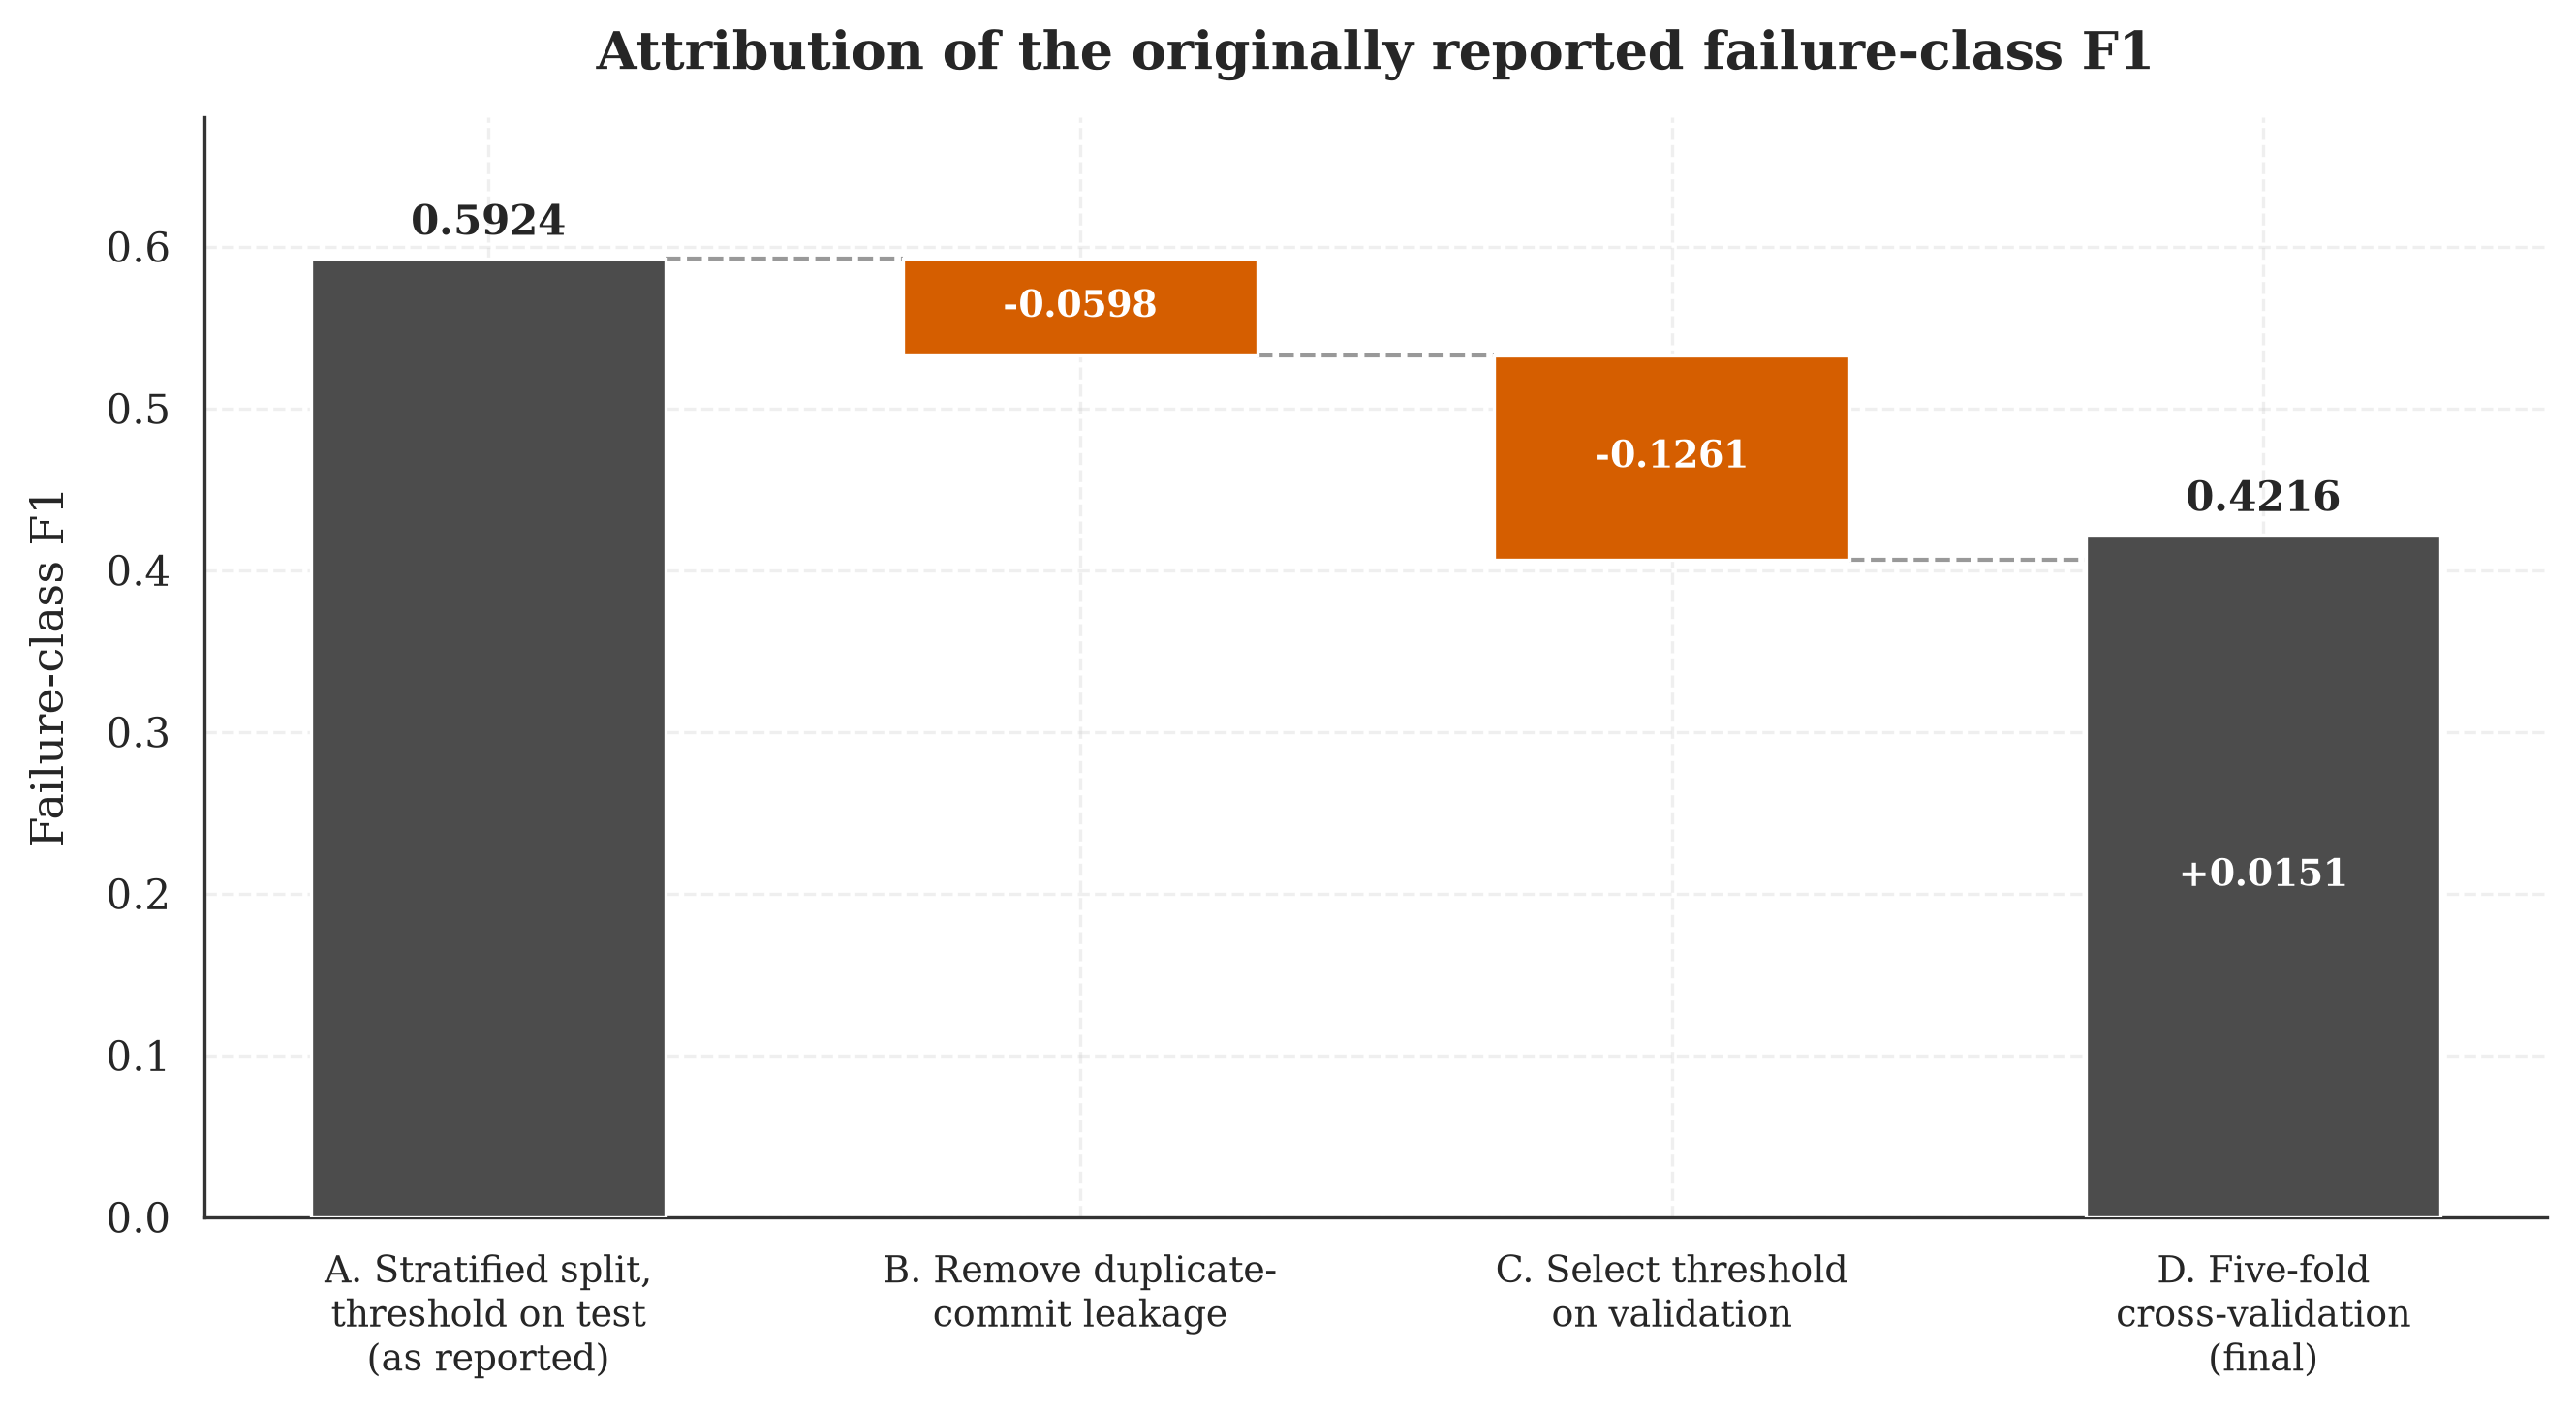 Attribution of the originally reported failure-class F1
Failure-class F1
0.6
0.5
0.4
0.3
0.2
0.1
0.0
0.5924
-0.0598
-0.1261
0.4216
+0.0151
A. Stratified split,
threshold on test
(as reported)
B. Remove duplicate-
commit leakage
C. Select threshold
on validation
D. Five-fold
cross-validation
(final)